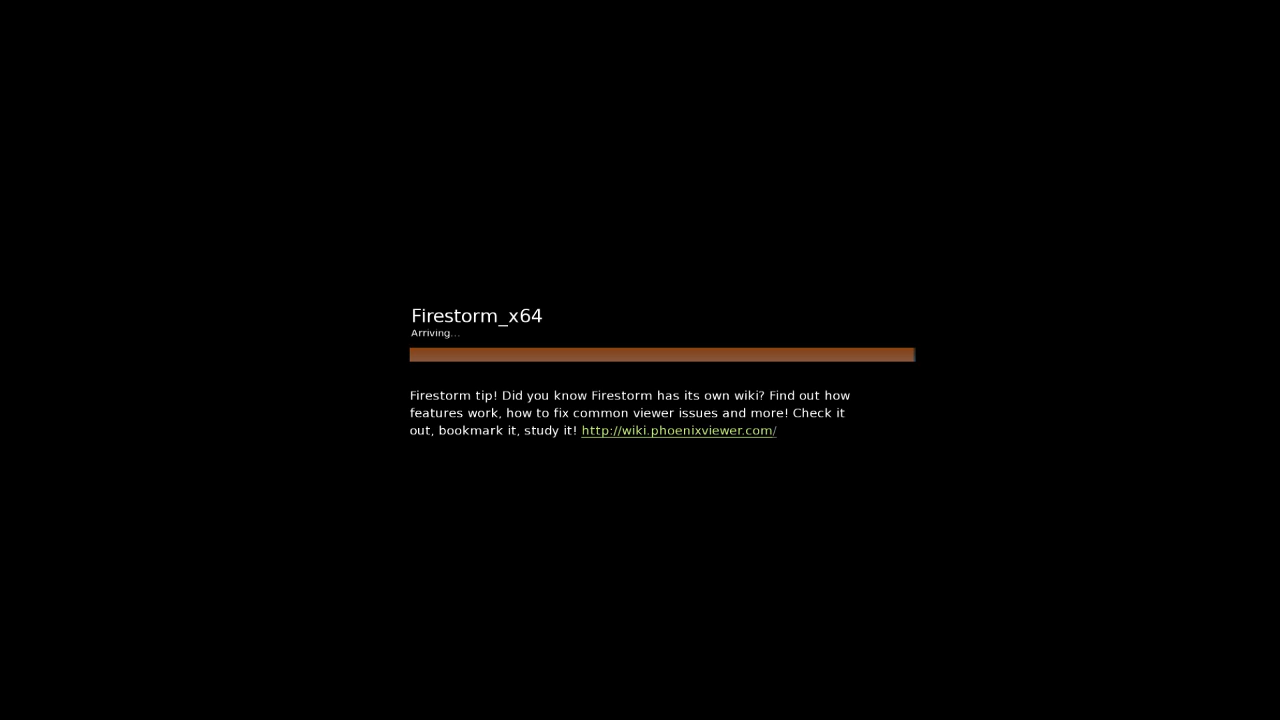 Firestorm_x64
Arriving...
Firestorm tip! Did you know Firestorm has its own wiki? Find out how
features work, how to fix common viewer issues and more! Check it
out, bookmark it, study it! http://wiki.phoenixviewer.com/